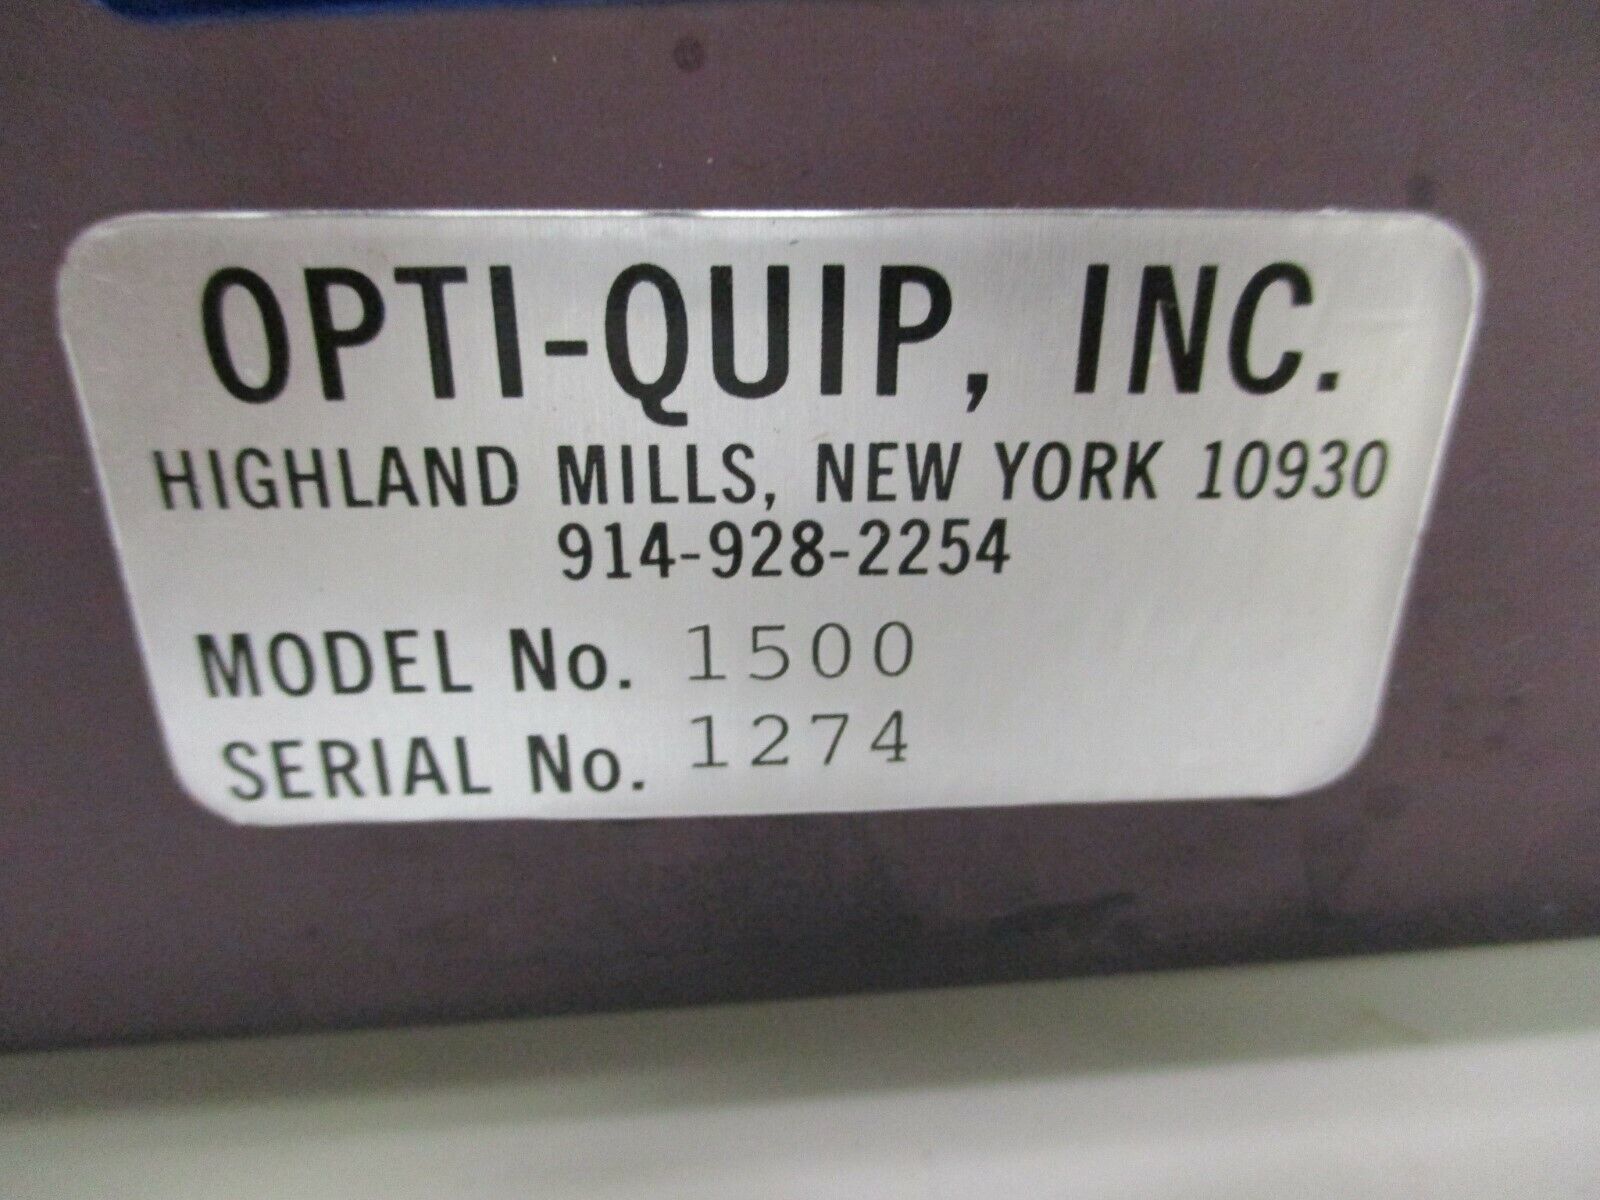 OPTI-QUIP, INC.
HIGHLAND MILLS, NEW YORK 10930
914-928-2254
MODEL No. 1500
SERIAL No. 1274